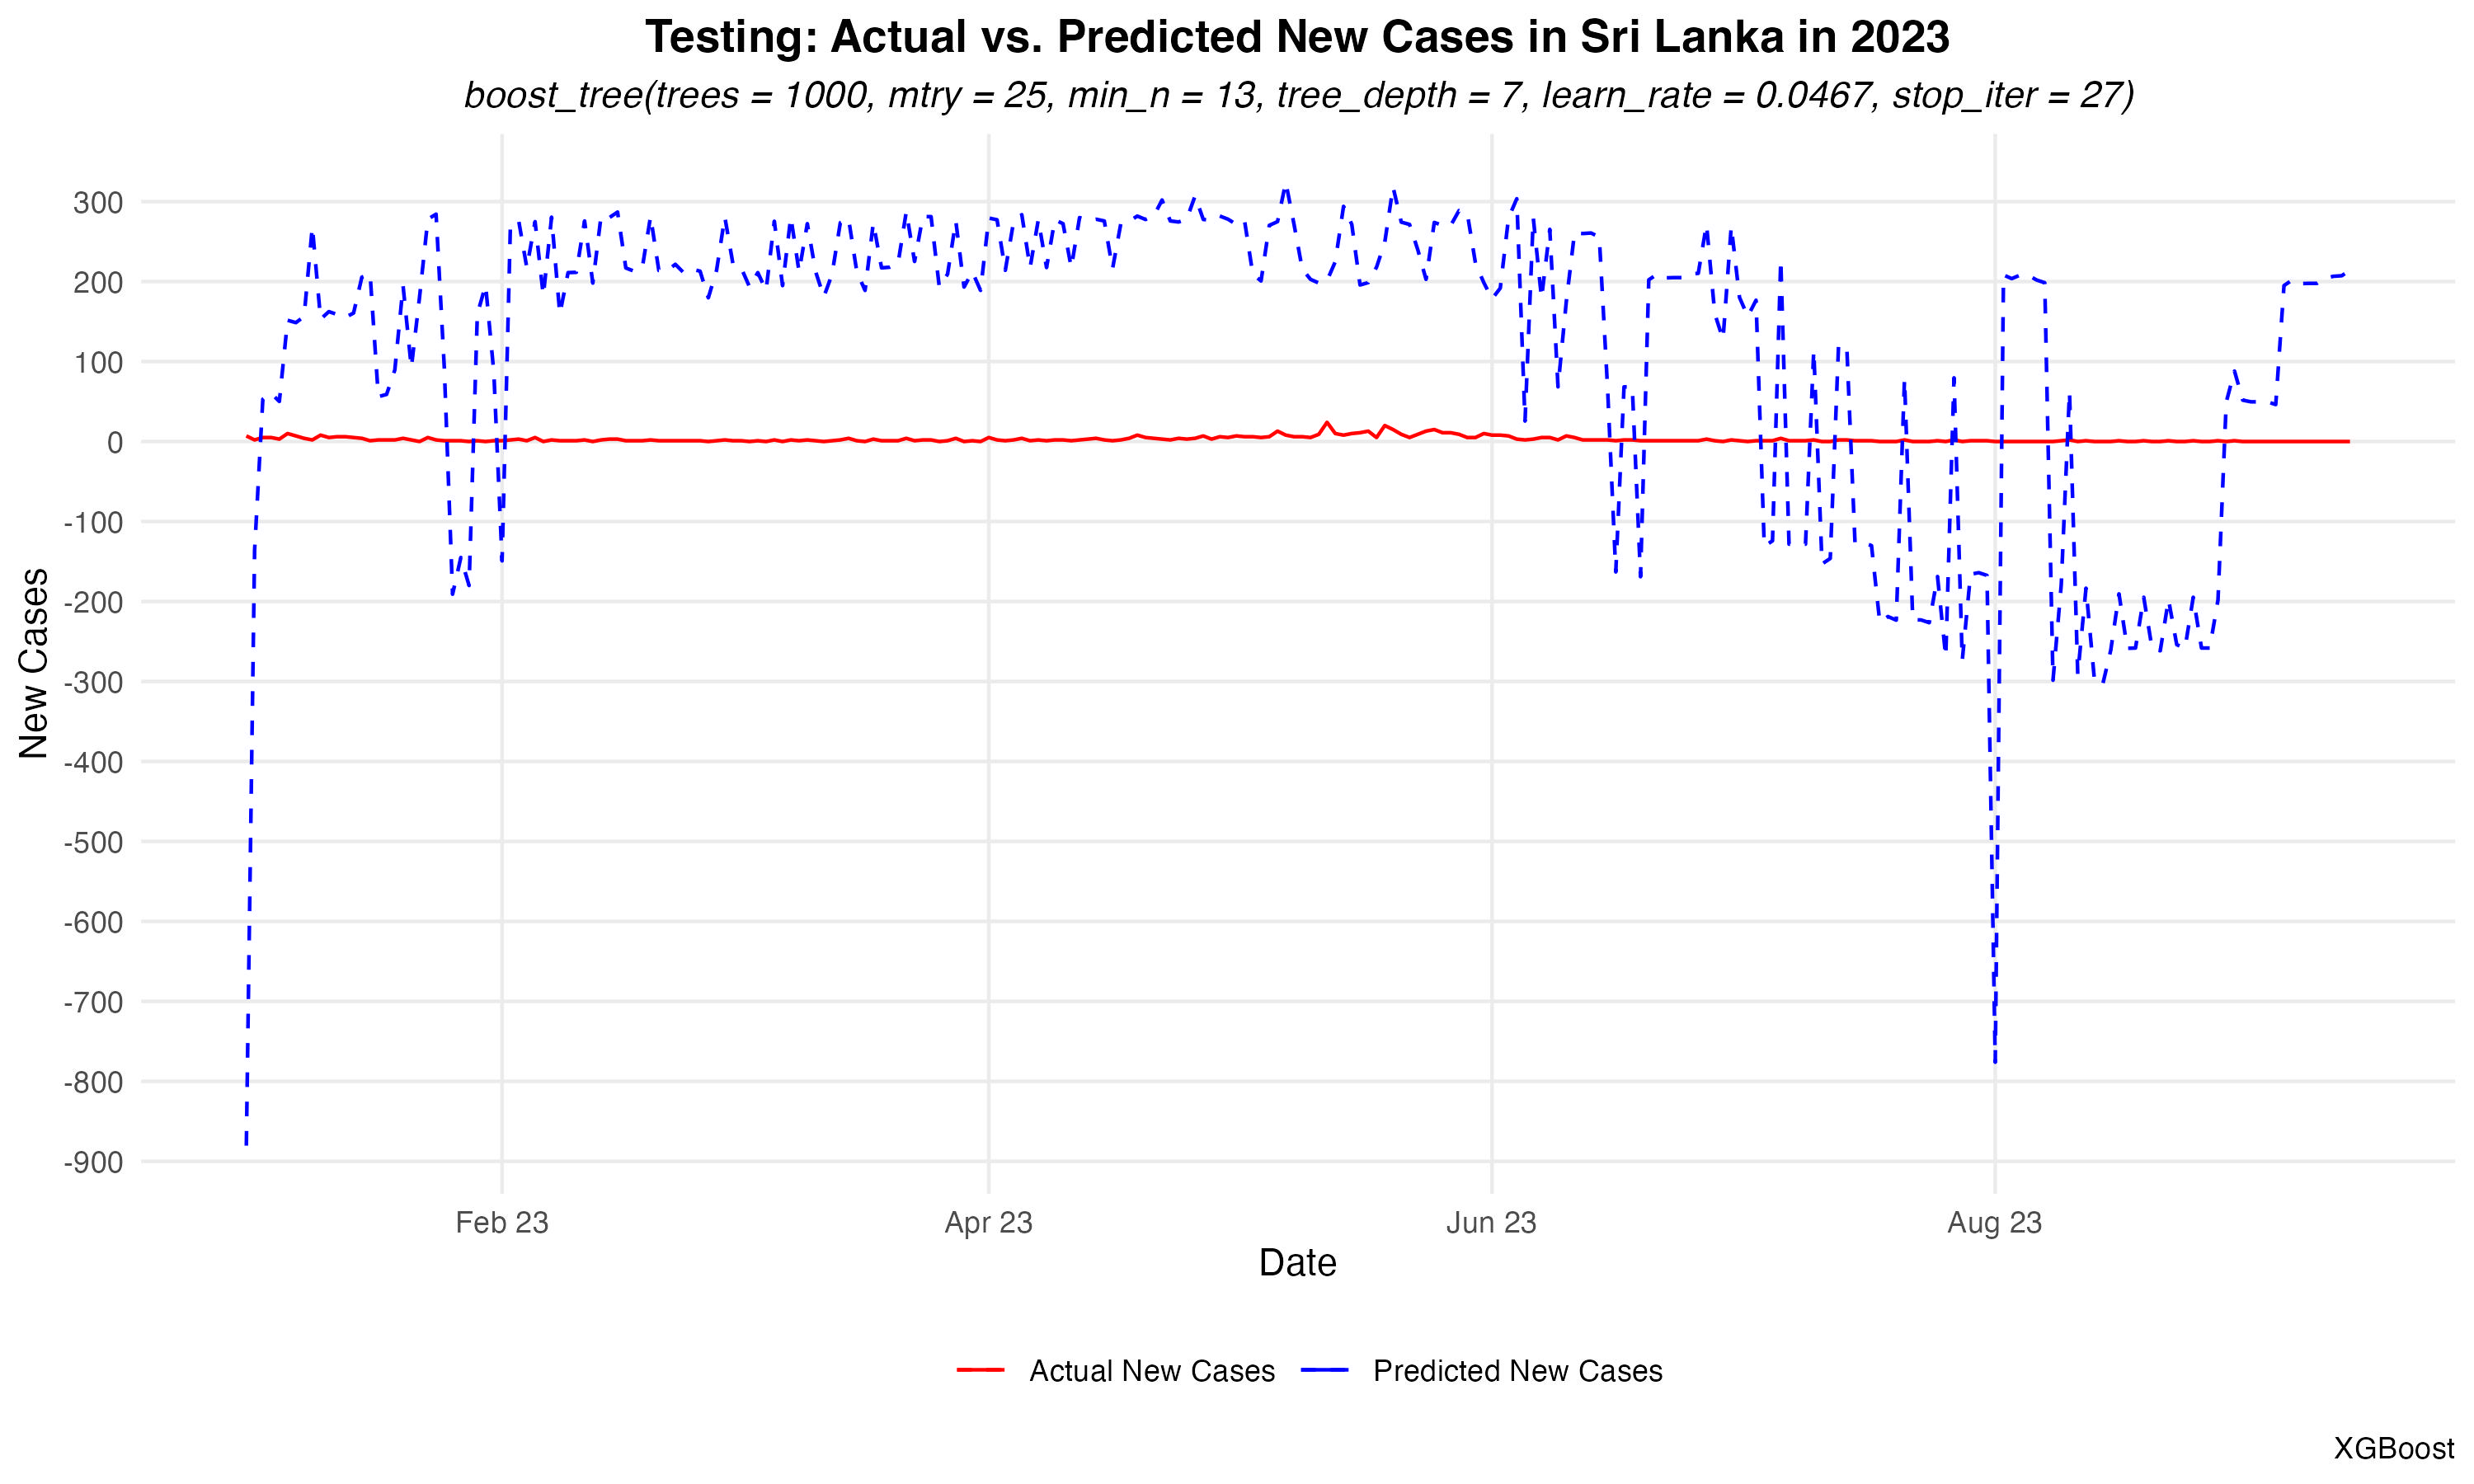 Testing: Actual vs. Predicted New Cases in Sri Lanka in 2023
boost_tree(trees = 1000, mtry = 25, min_n = 13, tree_depth = 7, learn_rate = 0.0467, stop_iter = 27)
New Cases
300
200
100
0
-100
-200
-300
-400
-500
-600
-700
-800
-900
Feb 23 Apr 23 Jun 23 Aug 23
Date
Actual New Cases Predicted New Cases
XGBoost